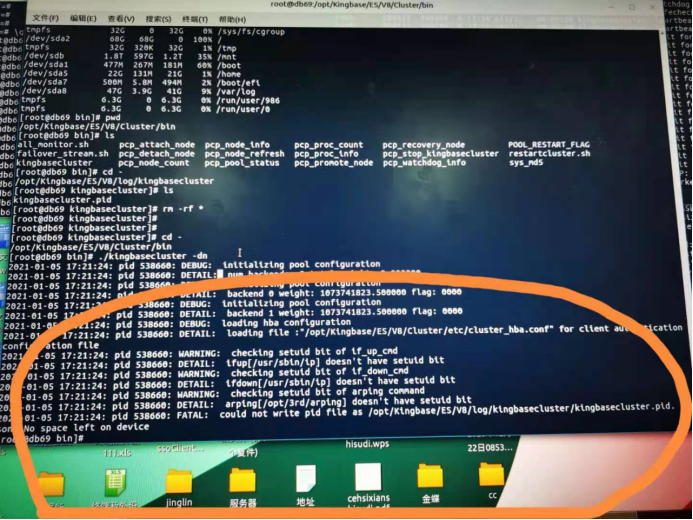 root@db69:/opt/Kingbase/ES/V8/Cluster/bin
文件(F) 编辑(E) 查看(V) 搜索(S) 终端(T) 帮助(H)
tmpfs 32G 0 32G 0% /sys/fs/cgroup
/dev/sda2 68G 68G 0 100% /
tmpfs 32G 320K 32G 1% /tmp
/dev/sdb 1.8T 597G 1.2T 35% /mnt
/dev/sda1 477M 267M 181M 60% /boot
/dev/sda5 22G 131M 21G 1% /home
/dev/sda7 500M 5.8M 494M 2% /boot/efi
/dev/sda8 47G 3.9G 41G 9% /var/log
tmpfs 6.3G 0 6.3G 0% /run/user/986
tmpfs 6.3G 0 6.3G 0% /run/user/0
[root@db69 bin]# pwd
/opt/Kingbase/ES/V8/Cluster/bin
[root@db69 bin]# ls
all_monitor.sh pcp_attach_node pcp_node_info pcp_proc_count pcp_recovery_node POOL_RESTART_FLAG
failover_stream.sh pcp_detach_node pcp_node_refresh pcp_proc_info pcp_stop_kingbasecluster restartcluster.sh
kingbasecluster pcp_node_count pcp_pool_status pcp_promote_node pcp_watchdog_info sys_md5
[root@db69 bin]# cd -
/opt/Kingbase/ES/V8/log/kingbasecluster
[root@db69 kingbasecluster]# ls
kingbasecluster.pid
[root@db69 kingbasecluster]# rm -rf *
[root@db69 kingbasecluster]#
[root@db69 kingbasecluster]#
[root@db69 kingbasecluster]# cd -
/opt/Kingbase/ES/V8/Cluster/bin
[root@db69 bin]# ./kingbasecluster -dn
2021-01-05 17:21:24: pid 538660: DEBUG: initializing pool configuration
2021-01-05 17:21:24: pid 538660: DETAIL:
2021-01-05 17:21:24: pid 538660: DEBUG: initializing pool configuration
2021-01-05 17:21:24: pid 538660: DETAIL: backend 0 weight: 1073741823.500000 flag: 0000
2021-01-05 17:21:24: pid 538660: DEBUG: initializing pool configuration
2021-01-05 17:21:24: pid 538660: DETAIL: backend 1 weight: 1073741823.500000 flag: 0000
2021-01-05 17:21:24: pid 538660: DEBUG: loading hba configuration
2021-01-05 17:21:24: pid 538660: DETAIL: loading file :"/opt/Kingbase/ES/V8/Cluster/etc/cluster_hba.conf" for client authentication
configuration file
2021-01-05 17:21:24: pid 538660: WARNING: checking setuid bit of if_up_cmd
2021-01-05 17:21:24: pid 538660: DETAIL: ifup[/usr/sbin/ip] doesn't have setuid bit
2021-01-05 17:21:24: pid 538660: WARNING: checking setuid bit of if_down_cmd
2021-01-05 17:21:24: pid 538660: DETAIL: ifdown[/usr/sbin/ip] doesn't have setuid bit
2021-01-05 17:21:24: pid 538660: WARNING: checking setuid bit of arping command
2021-01-05 17:21:24: pid 538660: DETAIL: arping[/opt/3rd/arping] doesn't have setuid bit
2021-01-05 17:21:24: pid 538660: FATAL: could not write pid file as /opt/Kingbase/ES/V8/log/kingbasecluster/kingbasecluster.pid.
No space left on device
[root@db69 bin]#
hisudi.wps
22日0853...
jinglin
服务器
地址
cehsixians
金蝶
cc